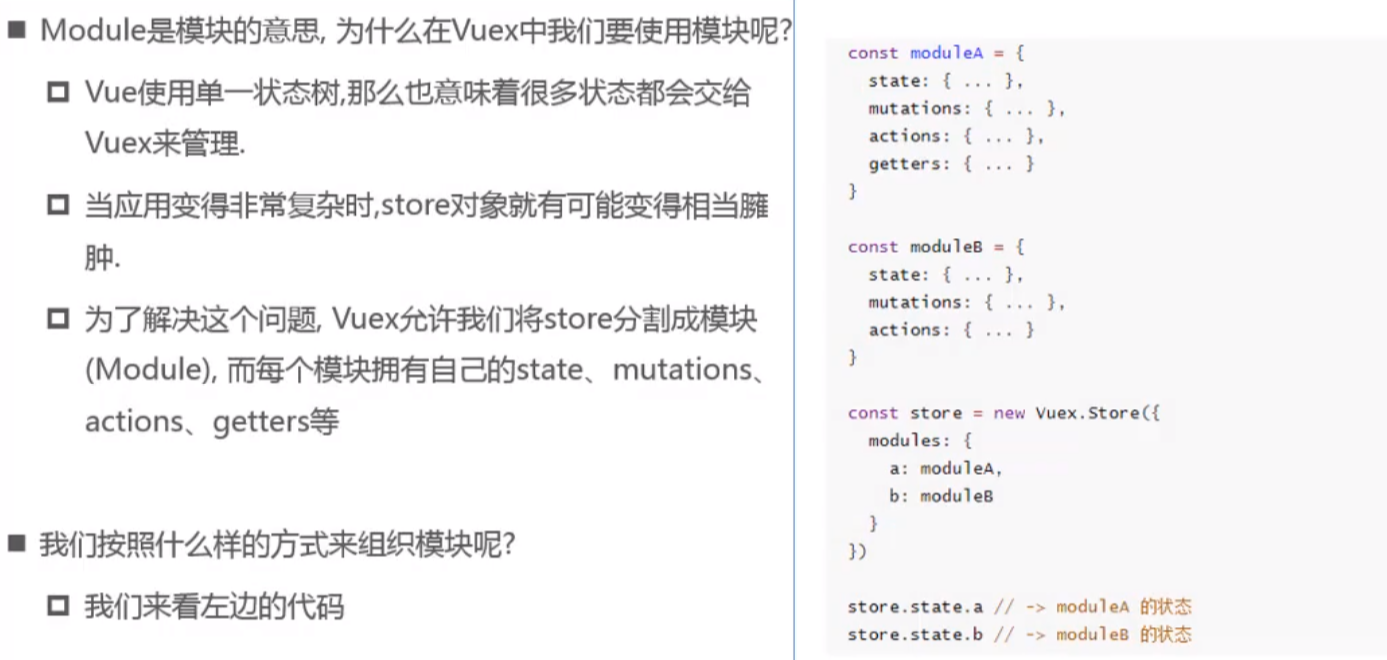 ■ Module是模块的意思, 为什么在Vuex中我们要使用模块呢?
Vue使用单一状态树,那么也意味着很多状态都会交给
Vuex来管理.
当应用变得非常复杂时,store对象就有可能变得相当臃
肿.
为了解决这个问题, Vuex允许我们将store分割成模块
(Module), 而每个模块拥有自己的state、mutations、
actions、getters等
■ 我们按照什么样的方式来组织模块呢?
我们来看左边的代码
const moduleA = {
  state: { ... },
  mutations: { ... },
  actions: { ... },
  getters: { ... }
}
const moduleB = {
  state: { ... },
  mutations: { ... },
  actions: { ... }
}
const store = new Vuex.Store({
  modules: {
    a: moduleA,
    b: moduleB
  }
})
store.state.a // -> moduleA 的状态
store.state.b // -> moduleB 的状态